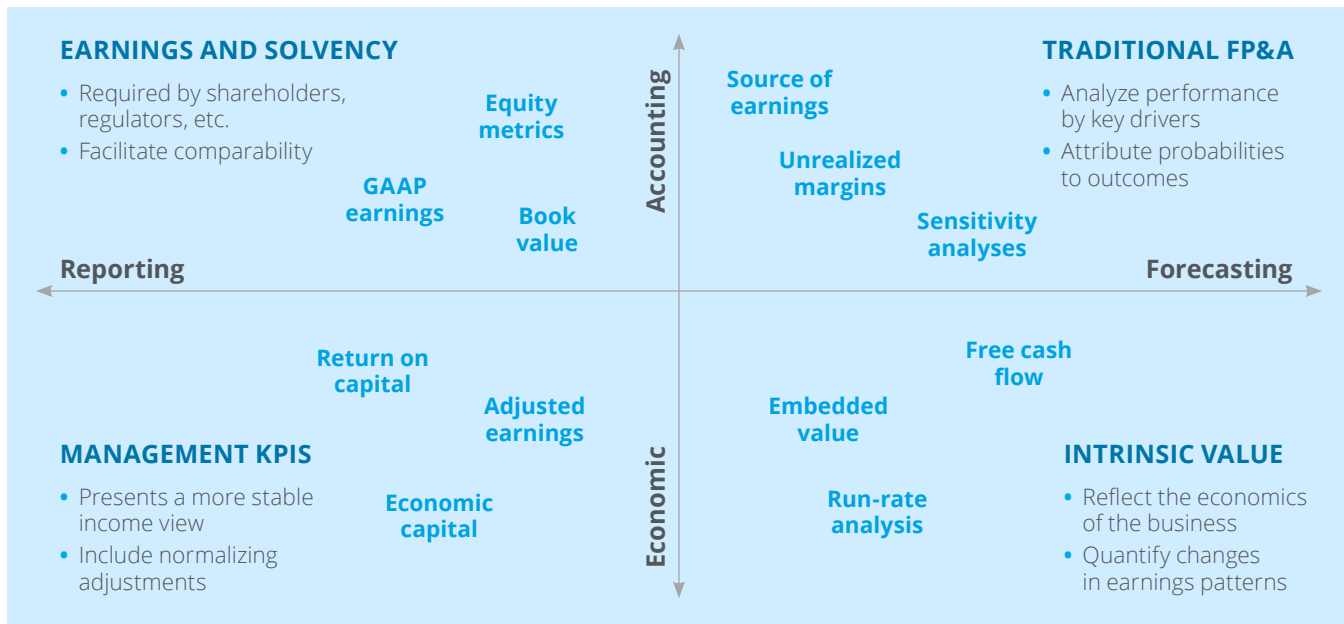 EARNINGS AND SOLVENCY
• Required by shareholders,
regulators, etc.
• Facilitate comparability
Equity
metrics
GAAP
earnings
Book
value
Accounting
Source of
earnings
Unrealized
margins
Sensitivity
analyses
TRADITIONAL FP&A
• Analyze performance
by key drivers
• Attribute probabilities
to outcomes
Reporting
Forecasting
Return on
capital
Adjusted
earnings
Economic
capital
MANAGEMENT KPIS
• Presents a more stable
income view
• Include normalizing
adjustments
Economic
Free cash
flow
Embedded
value
Run-rate
analysis
INTRINSIC VALUE
• Reflect the economics
of the business
• Quantify changes
in earnings patterns